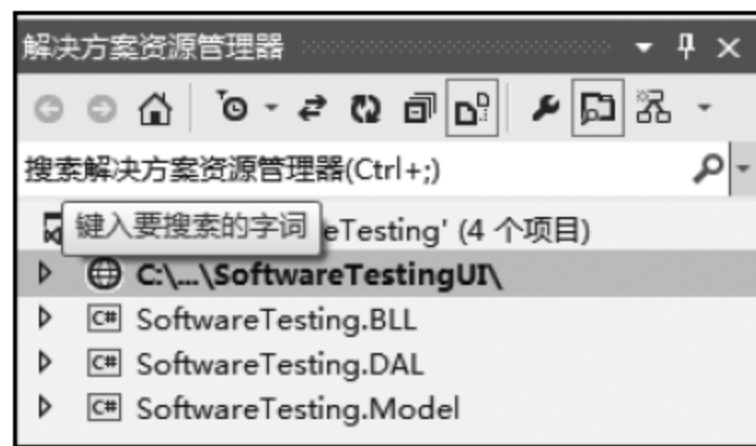 解决方案资源管理器
搜索解决方案资源管理器(Ctrl+;)
键入要搜索的字词
eTesting' (4 个项目)
C:\...\SoftwareTestingUI\
C# SoftwareTesting.BLL
C# SoftwareTesting.DAL
C# SoftwareTesting.Model